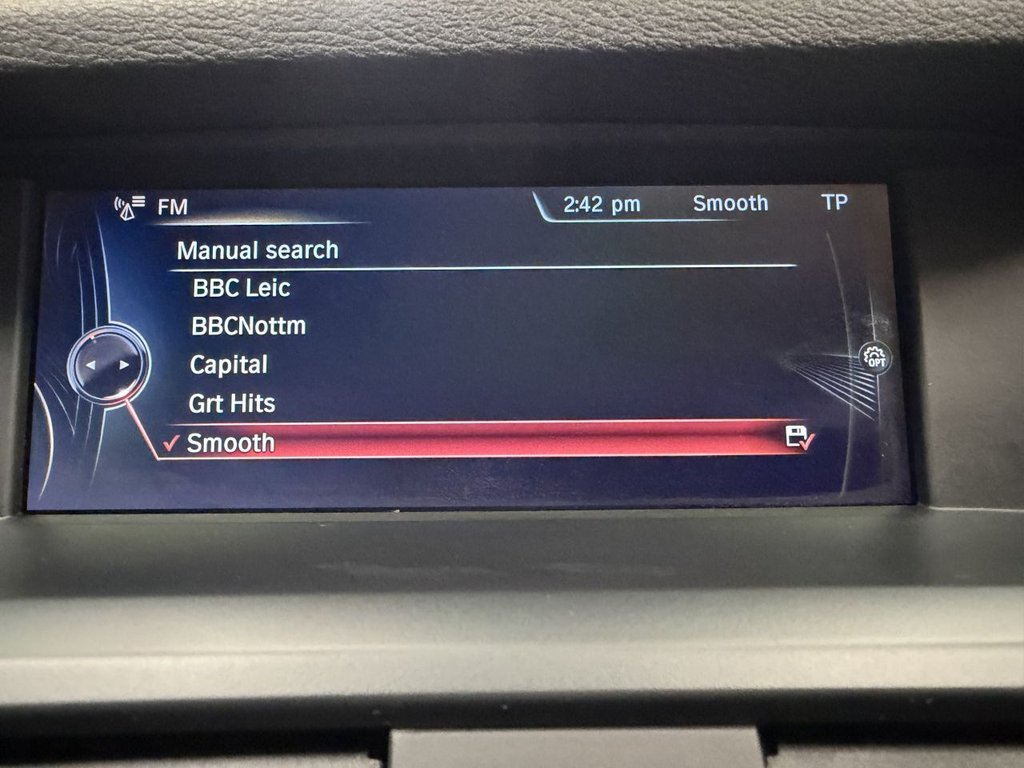 FM 2:42 pm Smooth TP
Manual search
BBC Leic
BBCNottm
Capital
OPT
Grt Hits
Smooth